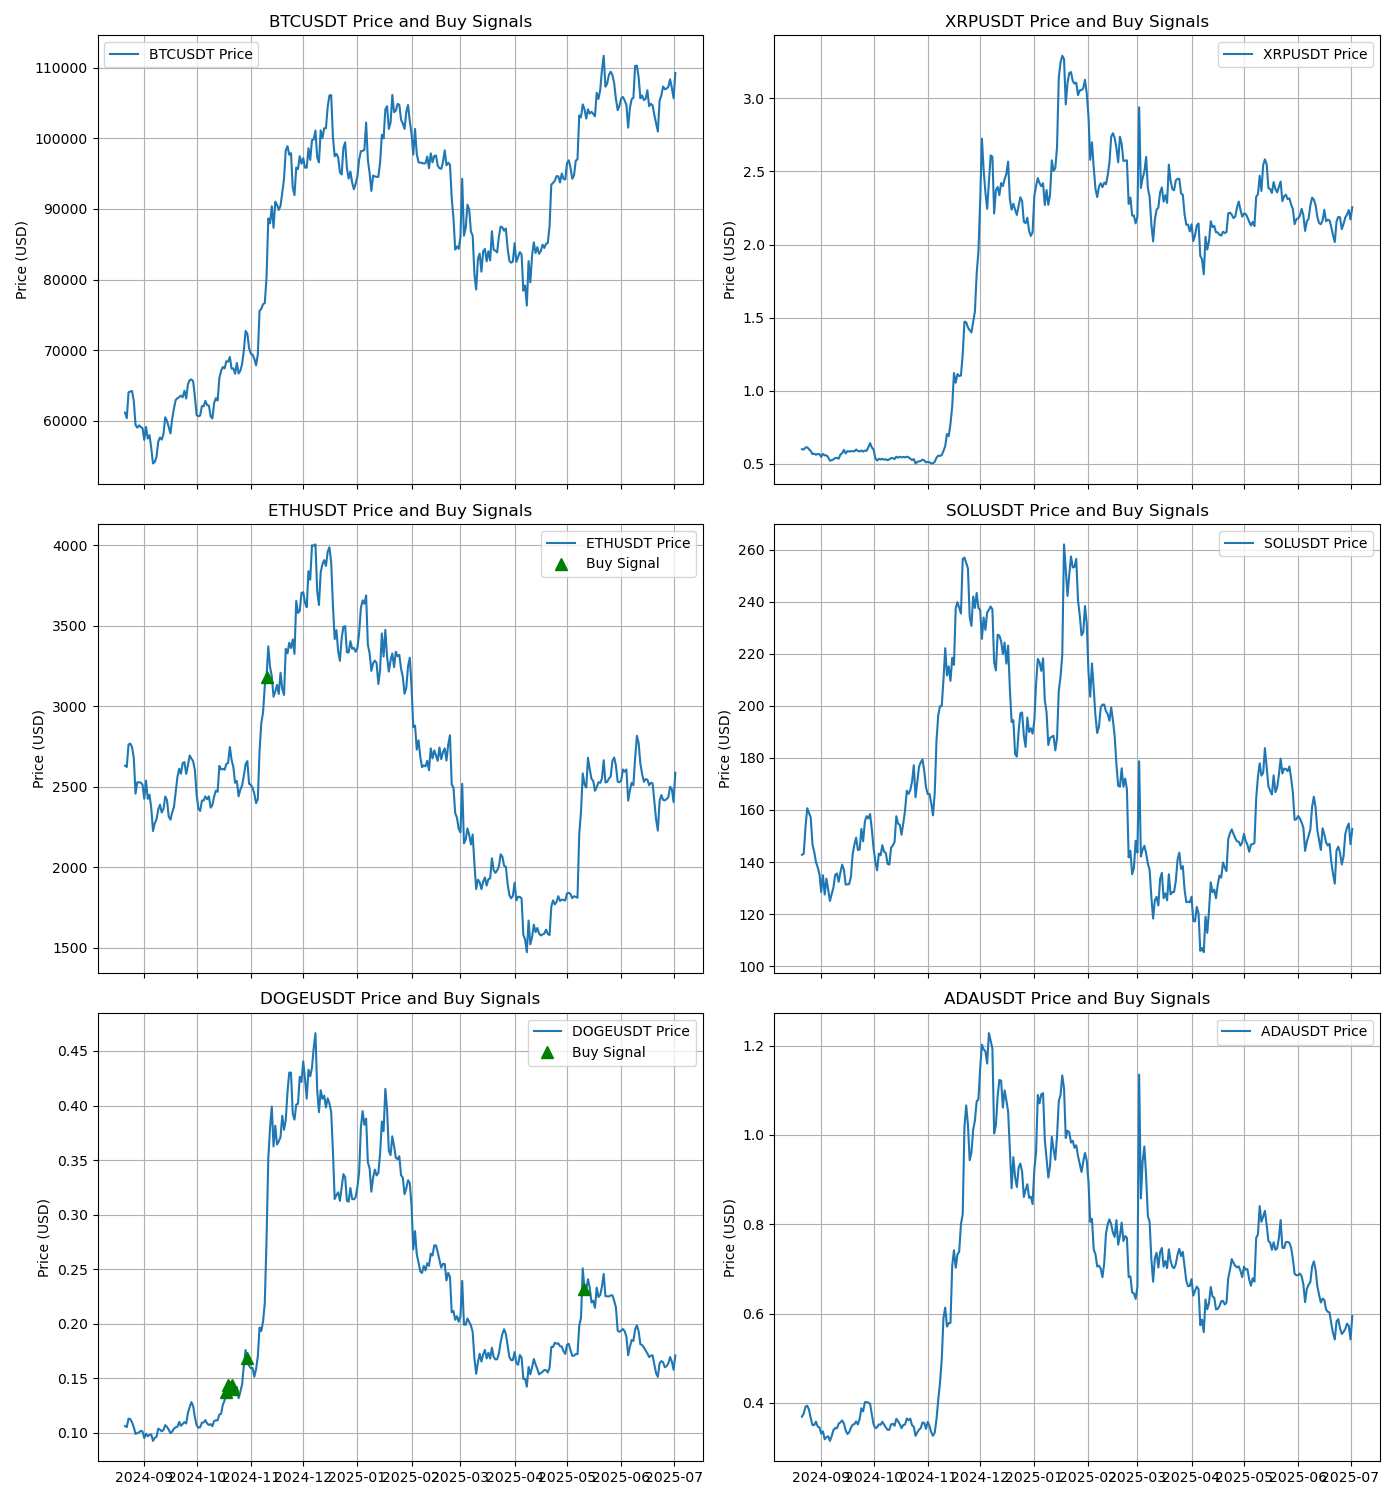 BTCUSDT Price and Buy Signals
BTCUSDT Price
Price (USD)
110000
100000
90000
80000
70000
60000
XRPUSDT Price and Buy Signals
XRPUSDT Price
Price (USD)
3.0
2.5
2.0
1.5
1.0
0.5
ETHUSDT Price and Buy Signals
ETHUSDT Price
Buy Signal
Price (USD)
4000
3500
3000
2500
2000
1500
SOLUSDT Price and Buy Signals
SOLUSDT Price
Price (USD)
260
240
220
200
180
160
140
120
100
DOGEUSDT Price and Buy Signals
DOGEUSDT Price
Buy Signal
Price (USD)
0.45
0.40
0.35
0.30
0.25
0.20
0.15
0.10
2024-09 2024-10 2024-11 2024-12 2025-01 2025-02 2025-03 2025-04 2025-05 2025-06 2025-07
ADAUSDT Price and Buy Signals
ADAUSDT Price
Price (USD)
1.2
1.0
0.8
0.6
0.4
2024-09 2024-10 2024-11 2024-12 2025-01 2025-02 2025-03 2025-04 2025-05 2025-06 2025-07